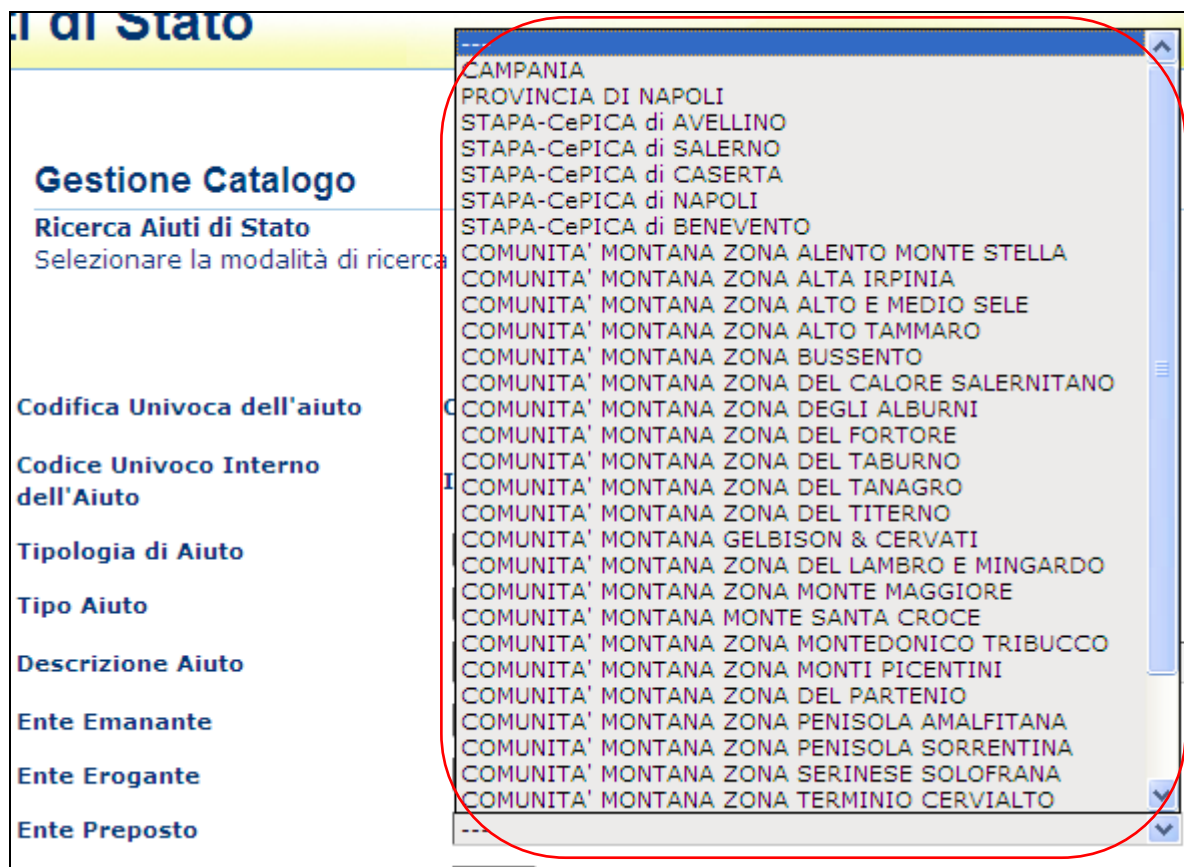 ti di Stato
Gestione Catalogo
Ricerca Aiuti di Stato
Selezionare la modalità di ricerca
Codifica Univoca dell'aiuto
Codice Univoco Interno
dell'Aiuto
Tipologia di Aiuto
Tipo Aiuto
Descrizione Aiuto
Ente Emanante
Ente Erogante
Ente Preposto
---
CAMPANIA
PROVINCIA DI NAPOLI
STAPA-CePICA di AVELLINO
STAPA-CePICA di SALERNO
STAPA-CePICA di CASERTA
STAPA-CePICA di NAPOLI
STAPA-CePICA di BENEVENTO
COMUNITA' MONTANA ZONA ALENTO MONTE STELLA
COMUNITA' MONTANA ZONA ALTA IRPINIA
COMUNITA' MONTANA ZONA ALTO E MEDIO SELE
COMUNITA' MONTANA ZONA ALTO TAMMARO
COMUNITA' MONTANA ZONA BUSSENTO
COMUNITA' MONTANA ZONA DEL CALORE SALERNITANO
COMUNITA' MONTANA ZONA DEGLI ALBURNI
COMUNITA' MONTANA ZONA DEL FORTORE
COMUNITA' MONTANA ZONA DEL TABURNO
COMUNITA' MONTANA ZONA DEL TANAGRO
COMUNITA' MONTANA ZONA DEL TITERNO
COMUNITA' MONTANA GELBISON & CERVATI
COMUNITA' MONTANA ZONA DEL LAMBRO E MINGARDO
COMUNITA' MONTANA ZONA MONTE MAGGIORE
COMUNITA' MONTANA MONTE SANTA CROCE
COMUNITA' MONTANA ZONA MONTEDONICO TRIBUCCO
COMUNITA' MONTANA ZONA MONTI PICENTINI
COMUNITA' MONTANA ZONA DEL PARTENIO
COMUNITA' MONTANA ZONA PENISOLA AMALFITANA
COMUNITA' MONTANA ZONA PENISOLA SORRENTINA
COMUNITA' MONTANA ZONA SERINESE SOLOFRANA
COMUNITA' MONTANA ZONA TERMINIO CERVIALTO
---